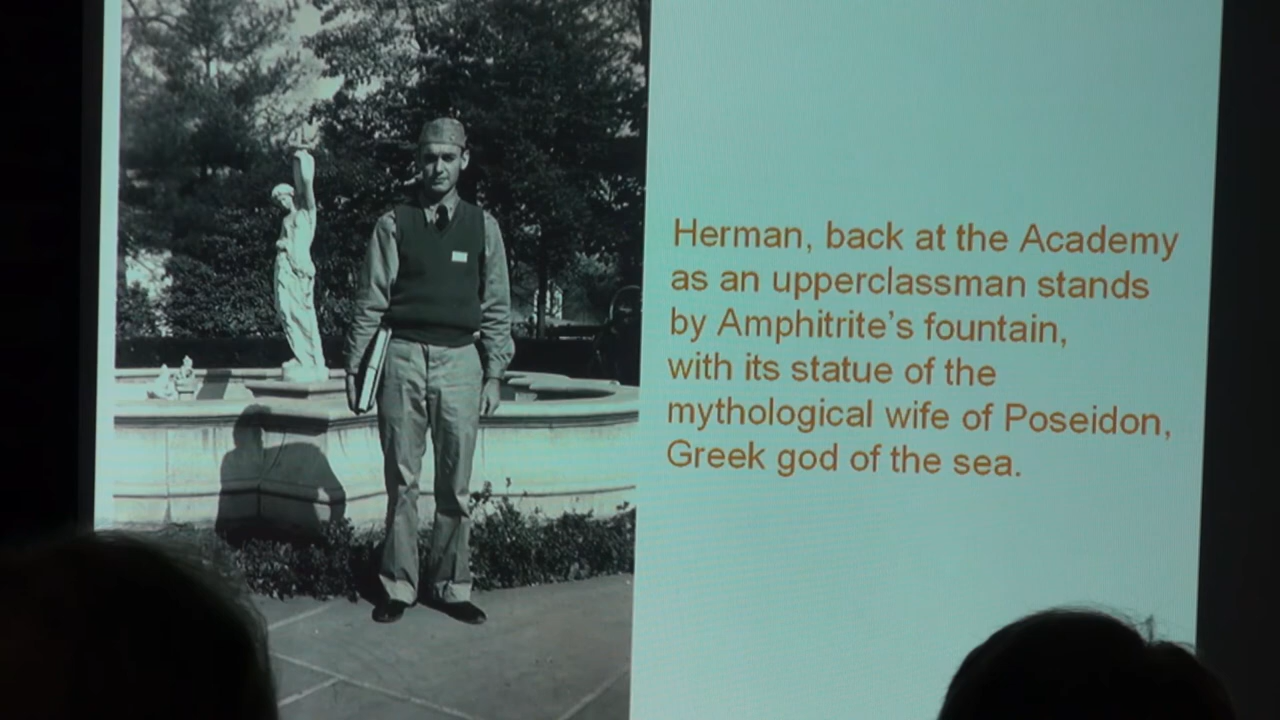 Herman, back at the Academy
as an upperclassman stands
by Amphitrite’s fountain,
with its statue of the
mythological wife of Poseidon,
Greek god of the sea.